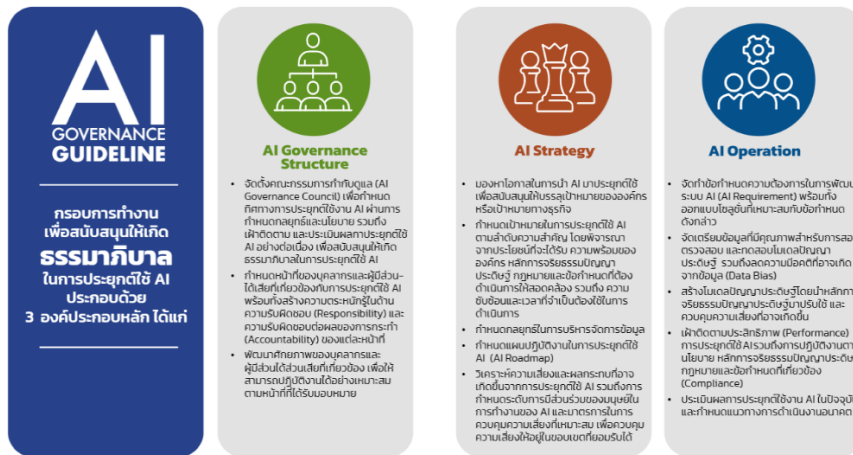 AI
GOVERNANCE
GUIDELINE
กรอบการทำงาน
เพื่อสนับสนุนให้เกิด
ธรรมาภิบาล
ในการประยุกต์ใช้ AI
ประกอบด้วย
3 องค์ประกอบหลัก ได้แก่
AI Governance
Structure
• จัดตั้งคณะกรรมการกำกับดูแล (AI
Governance Council) เพื่อกำหนด
ทิศทางการประยุกต์ใช้งาน AI ผ่านการ
กำหนดกลยุทธ์และนโยบาย รวมถึง
เฝ้าติดตาม และประเมินผลการประยุกต์ใช้
AI อย่างต่อเนื่อง เพื่อสนับสนุนให้เกิด
ธรรมาภิบาลในการประยุกต์ใช้ AI
• กำหนดหน้าที่ของบุคลากรและผู้มีส่วน-
ได้เสียที่เกี่ยวข้องกับการประยุกต์ใช้ AI
พร้อมทั้งสร้างความตระหนักรู้ในด้าน
ความรับผิดชอบ (Responsibility) และ
ความรับผิดชอบต่อผลของการกระทำ
(Accountability) ของแต่ละหน้าที่
• พัฒนาศักยภาพของบุคลากรและ
ผู้มีส่วนได้ส่วนเสียที่เกี่ยวข้อง เพื่อให้
สามารถปฏิบัติงานได้อย่างเหมาะสม
ตามหน้าที่ที่ได้รับมอบหมาย
AI Strategy
• มองหาโอกาสในการนำ AI มาประยุกต์ใช้
เพื่อสนับสนุนให้บรรลุเป้าหมายขององค์กร
หรือเป้าหมายทางธุรกิจ
• กำหนดเป้าหมายในการประยุกต์ใช้ AI
ตามลำดับความสำคัญ โดยพิจารณา
จากประโยชน์ที่จะได้รับ ความพร้อมของ
องค์กร หลักการจริยธรรมปัญญา
ประดิษฐ์ กฎหมายและข้อกำหนดที่ต้อง
ดำเนินการให้สอดคล้อง รวมถึง ความ
ซับซ้อนและเวลาที่จำเป็นต้องใช้ในการ
ดำเนินการ
• กำหนดกลยุทธ์ในการบริหารจัดการข้อมูล
• กำหนดแผนปฏิบัติงานในการประยุกต์ใช้
AI (AI Roadmap)
• วิเคราะห์ความเสี่ยงและผลกระทบที่อาจ
เกิดขึ้นจากการประยุกต์ใช้ AI รวมถึงการ
กำหนดระดับการมีส่วนร่วมของมนุษย์ใน
การทำงานของ AI และมาตรการในการ
ควบคุมความเสี่ยงที่เหมาะสม เพื่อควบคุม
ความเสี่ยงให้อยู่ในขอบเขตที่ยอมรับได้
AI Operation
• จัดทำข้อกำหนดความต้องการในการพัฒน
ระบบ AI (AI Requirement) พร้อมทั้ง
ออกแบบโซลูชั่นที่เหมาะสมกับข้อกำหนด
ดังกล่าว
• จัดเตรียมข้อมูลที่มีคุณภาพสำหรับการสอ
ตรวจสอบ และทดสอบโมเดลปัญญา
ประดิษฐ์ รวมถึงลดความมีอคติที่อาจเกิด
จากข้อมูล (Data Bias)
• สร้างโมเดลปัญญาประดิษฐ์โดยนำหลักกา
จริยธรรมปัญญาประดิษฐ์มาปรับใช้ และ
ควบคุมความเสี่ยงที่อาจเกิดขึ้น
• เฝ้าติดตามประสิทธิภาพ (Performance)
การประยุกต์ใช้ AI รวมถึงการปฏิบัติงานตา
นโยบาย หลักการจริยธรรมปัญญาประดิษ
กฎหมายและข้อกำหนดที่เกี่ยวข้อง
(Compliance)
• ประเมินผลการประยุกต์ใช้งาน AI ในปัจจุบั
และกำหนดแนวทางการดำเนินงานอนาคต